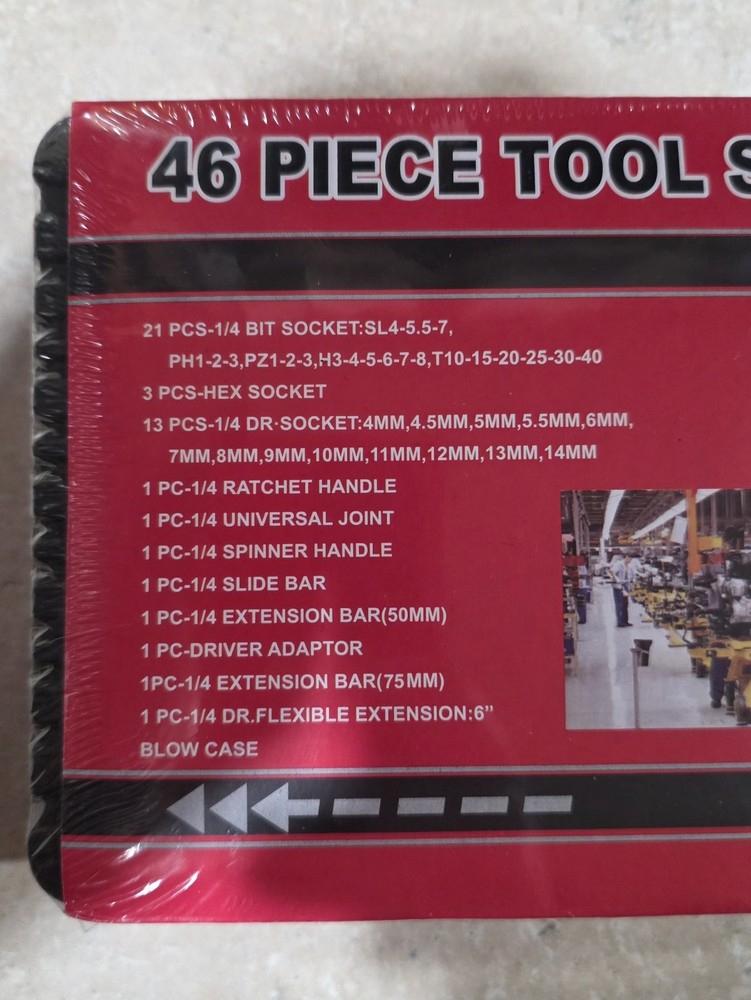 46 PIECE TOOL S
21 PCS-1/4 BIT SOCKET:SL4-5.5-7,
PH1-2-3,PZ1-2-3,H3-4-5-6-7-8,T10-15-20-25-30-40
3 PCS-HEX SOCKET
13 PCS-1/4 DR·SOCKET:4MM,4.5MM,5MM,5.5MM,6MM,
7MM,8MM,9MM,10MM,11MM,12MM,13MM,14MM
1 PC-1/4 RATCHET HANDLE
1 PC-1/4 UNIVERSAL JOINT
1 PC-1/4 SPINNER HANDLE
1 PC-1/4 SLIDE BAR
1 PC-1/4 EXTENSION BAR(50MM)
1 PC-DRIVER ADAPTOR
1PC-1/4 EXTENSION BAR(75MM)
1 PC-1/4 DR.FLEXIBLE EXTENSION:6”
BLOW CASE